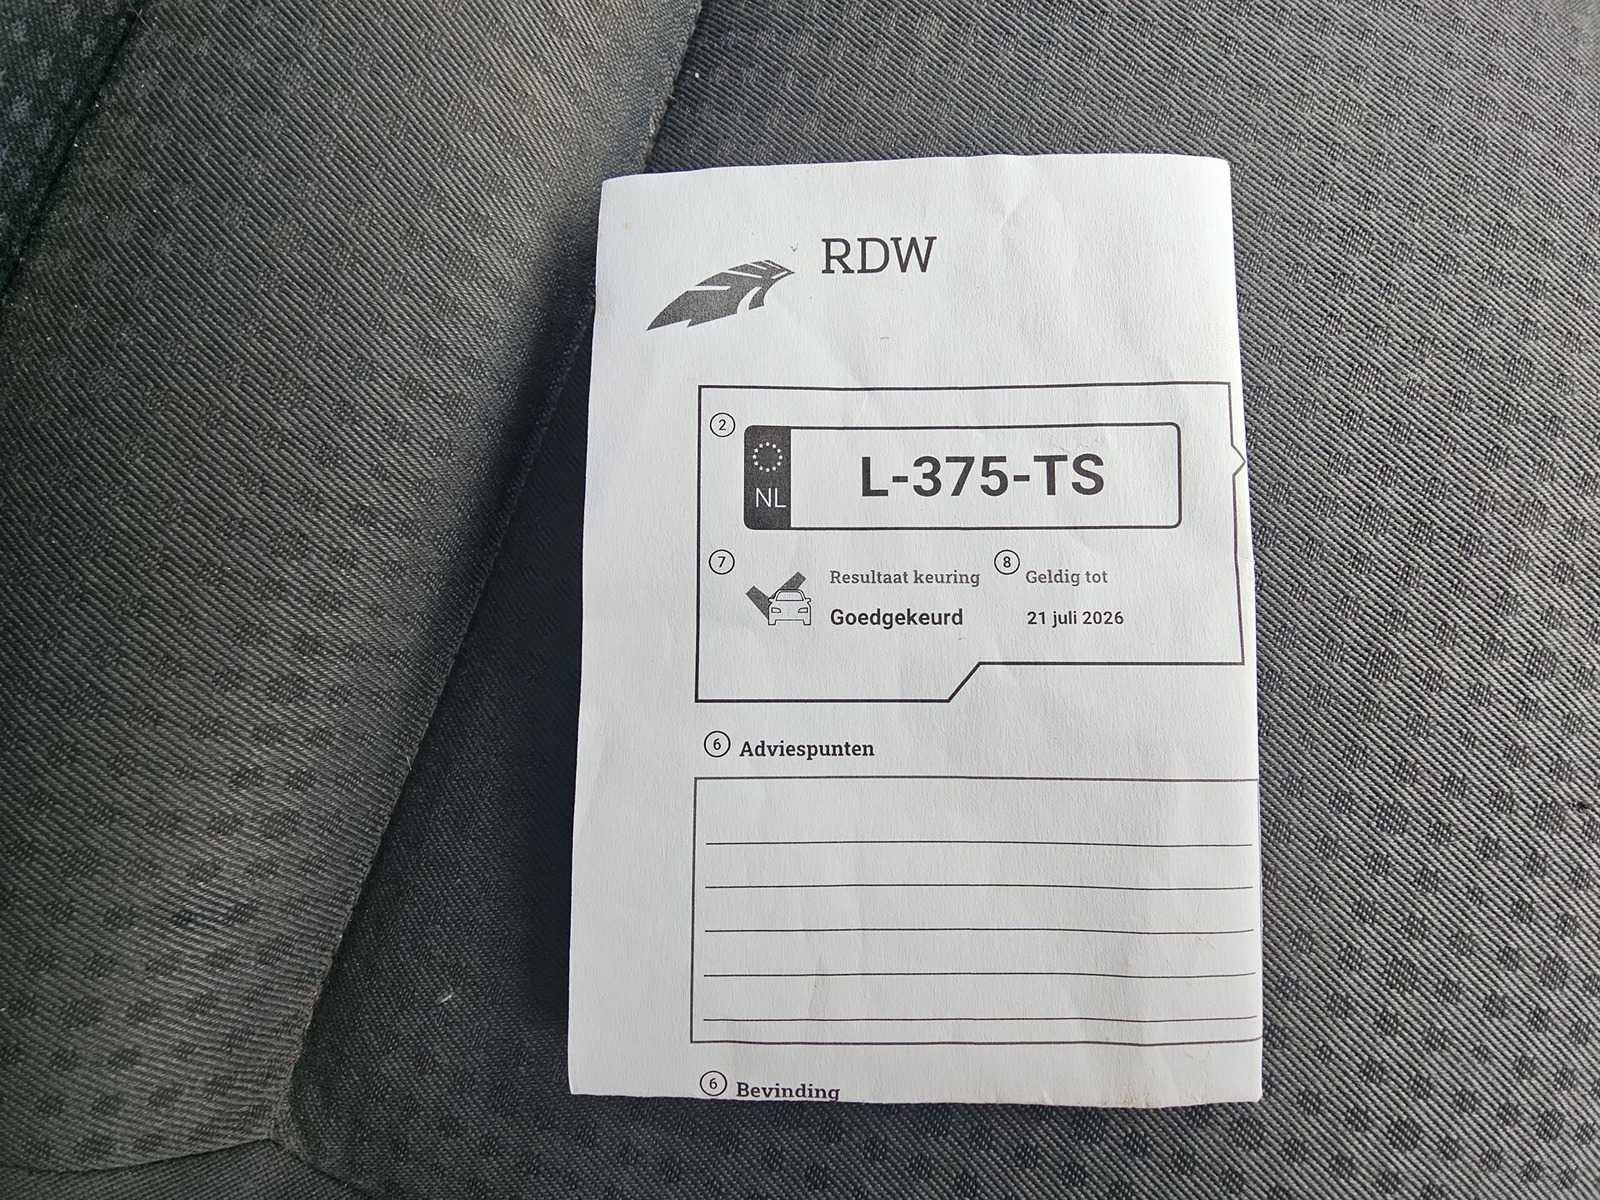 RDW
2
NL
L-375-TS
7 Resultaat keuring 8 Geldig tot
Goedgekeurd 21 juli 2026
6 Adviespunten
6 Bevinding